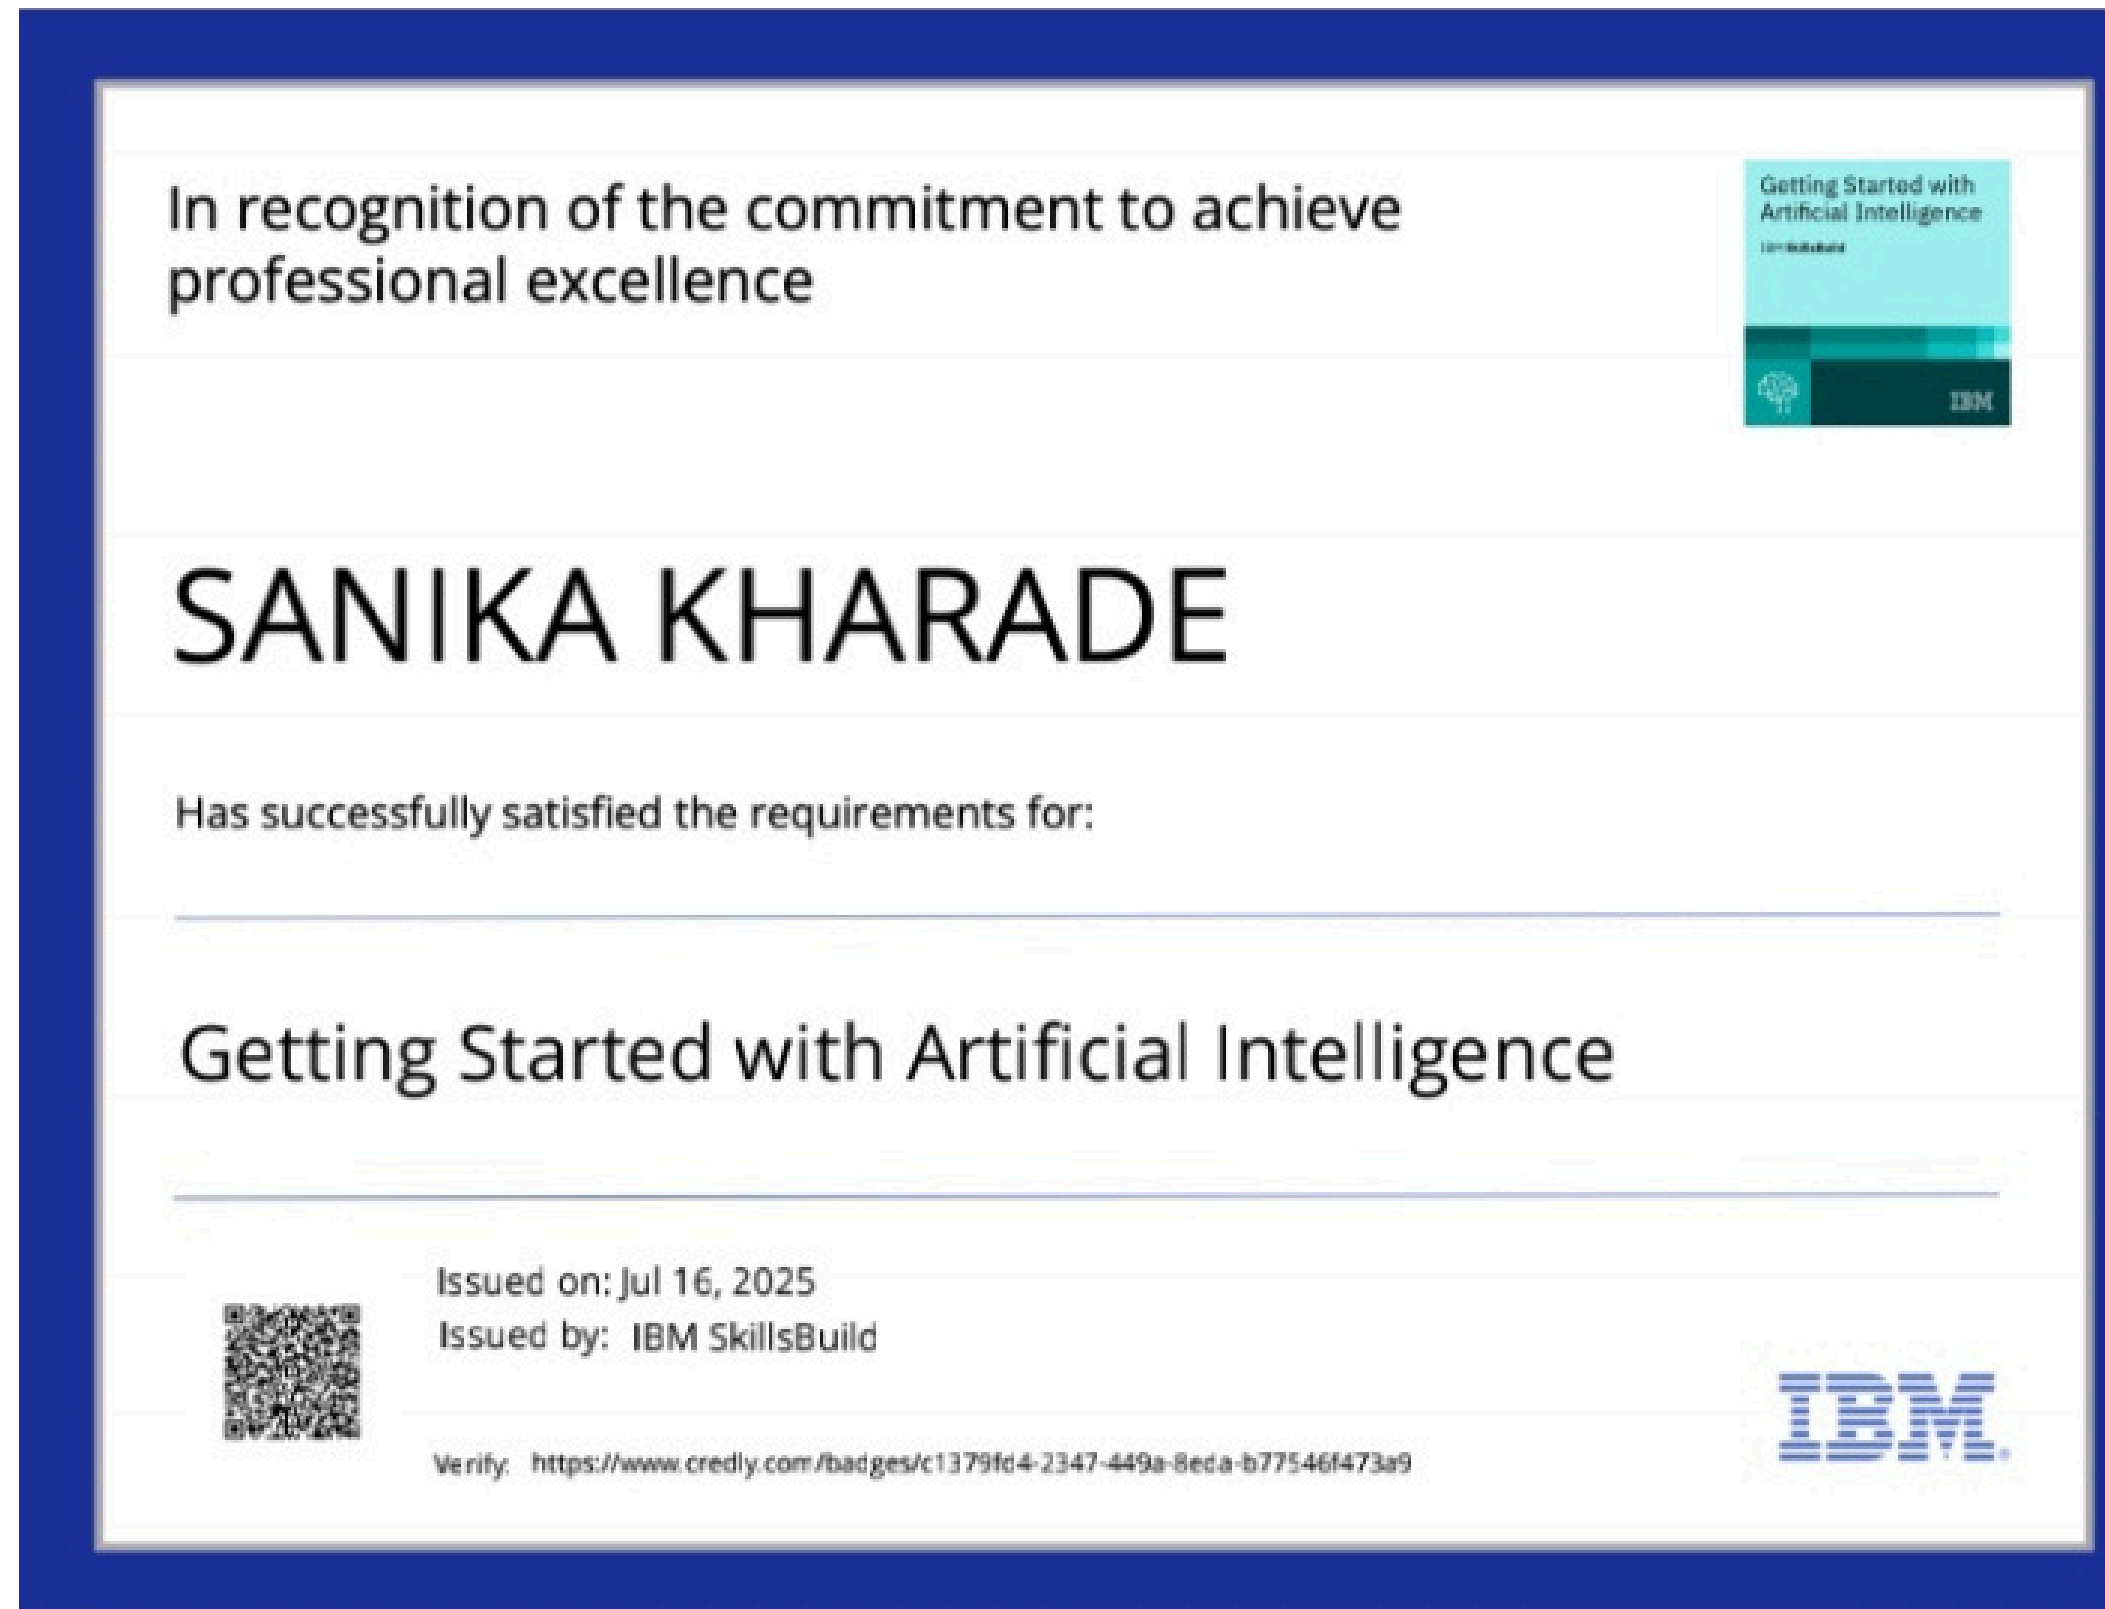 In recognition of the commitment to achieve
professional excellence
Getting Started with
Artificial Intelligence
IBM SkillsBuild
IBM
SANIKA KHARADE
Has successfully satisfied the requirements for:
Getting Started with Artificial Intelligence
Issued on: Jul 16, 2025
Issued by: IBM SkillsBuild
Verify: https://www.credly.com/badges/c1379fd4-2347-449a-8eda-b77546f473a9
IBM